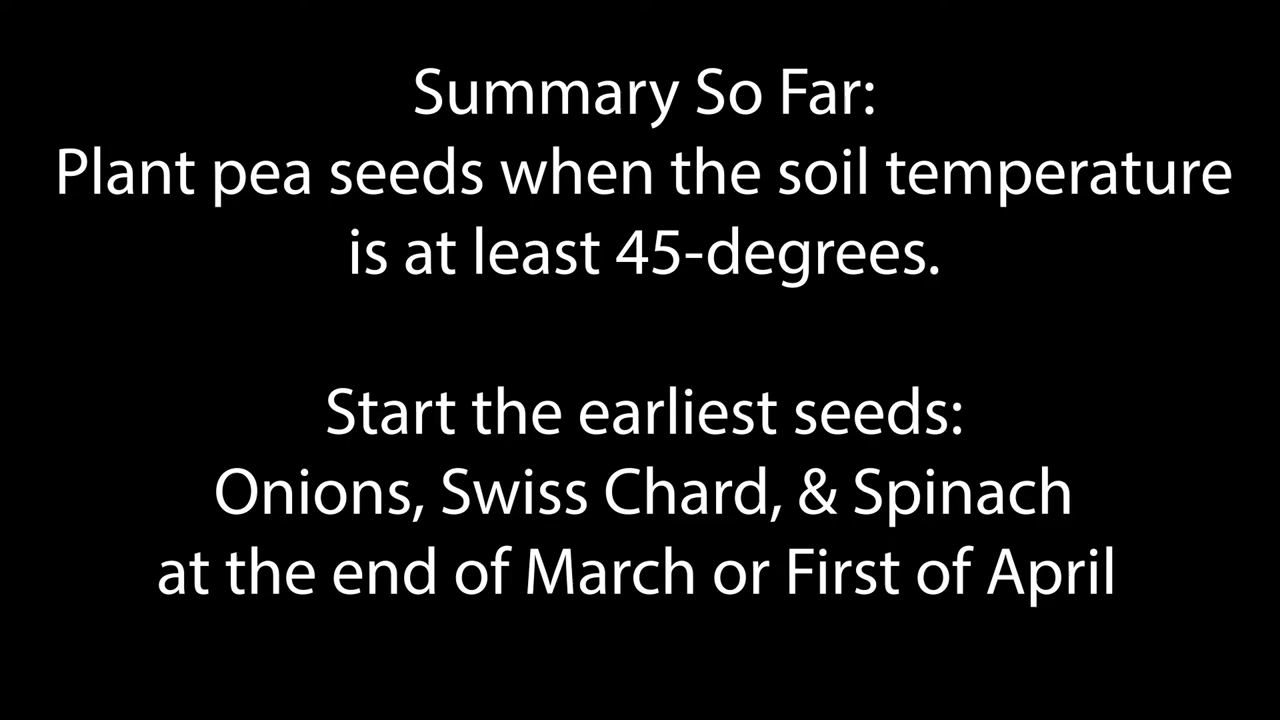 Summary So Far:
Plant pea seeds when the soil temperature
is at least 45-degrees.
Start the earliest seeds:
Onions, Swiss Chard, & Spinach
at the end of March or First of April